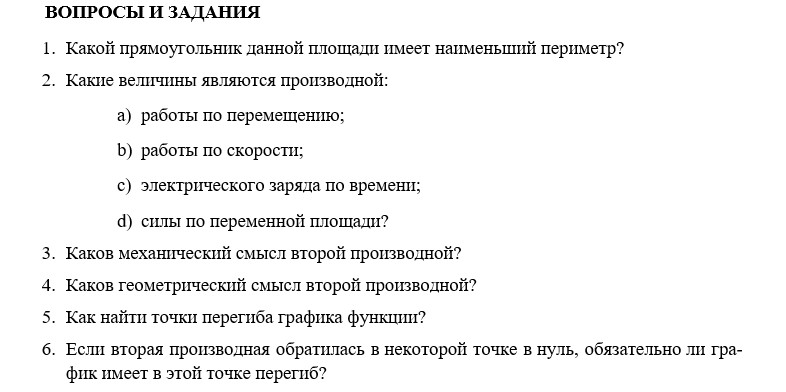 ВОПРОСЫ И ЗАДАНИЯ
1. Какой прямоугольник данной площади имеет наименьший периметр?
2. Какие величины являются производной:
a) работы по перемещению;
b) работы по скорости;
c) электрического заряда по времени;
d) силы по переменной площади?
3. Каков механический смысл второй производной?
4. Каков геометрический смысл второй производной?
5. Как найти точки перегиба графика функции?
6. Если вторая производная обратилась в некоторой точке в нуль, обязательно ли гра-
фик имеет в этой точке перегиб?